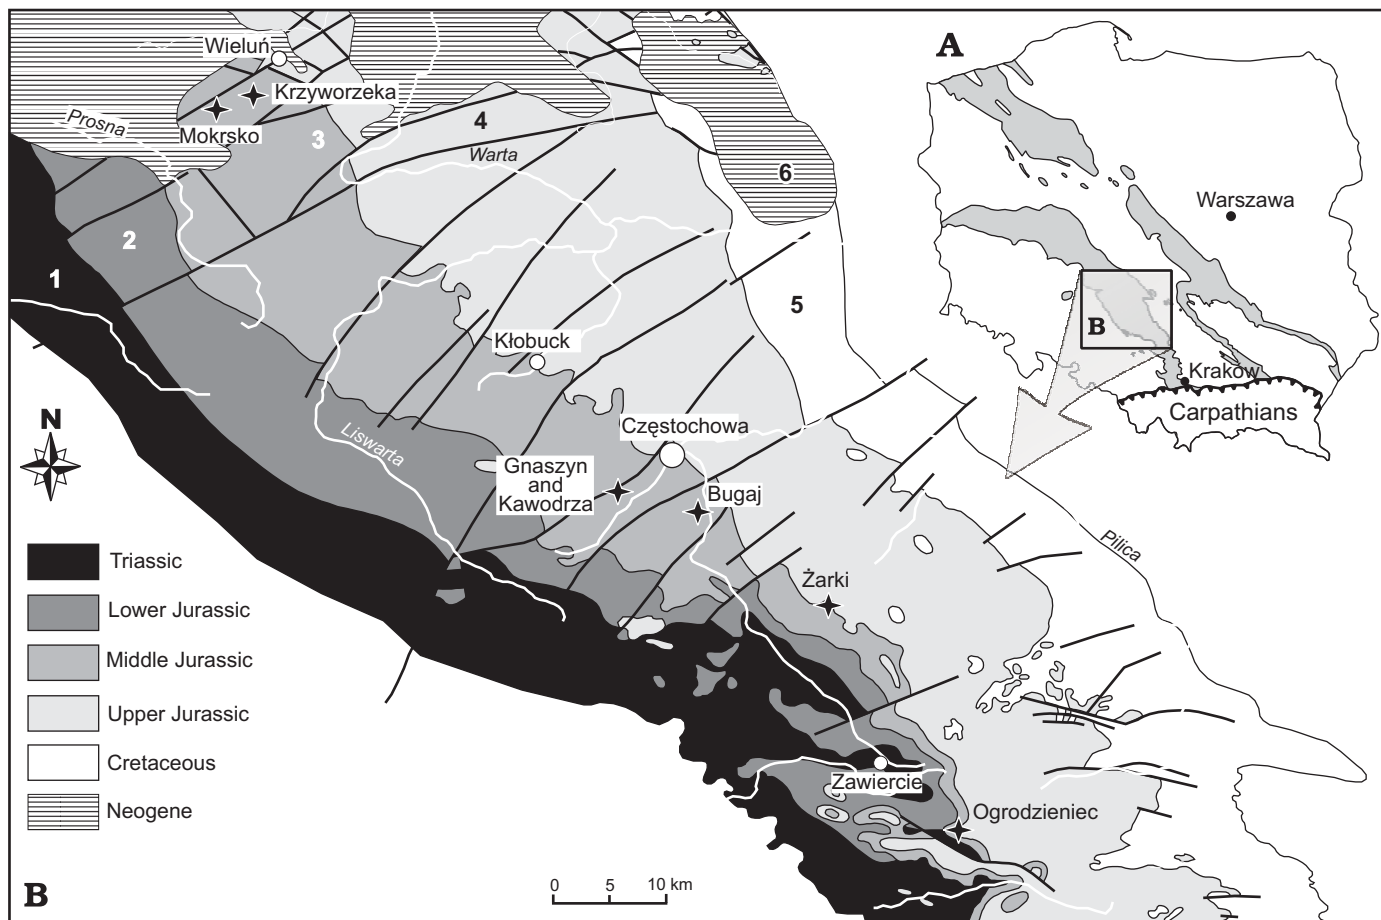 A
Wieluń
Krzyworzeka
Mokrsko
Prosna
3
4
Warta
6
Warszawa
2
1
5
B
Kłobuck
Kraków
Carpathians
N
Częstochowa
Liswarta
Gnaszyn
and
Kawodrza
Bugaj
Pilica
Żarki
Triassic
Lower Jurassic
Middle Jurassic
Upper Jurassic
Cretaceous
Neogene
Zawiercie
Ogrodzieniec
B
0 5 10 km